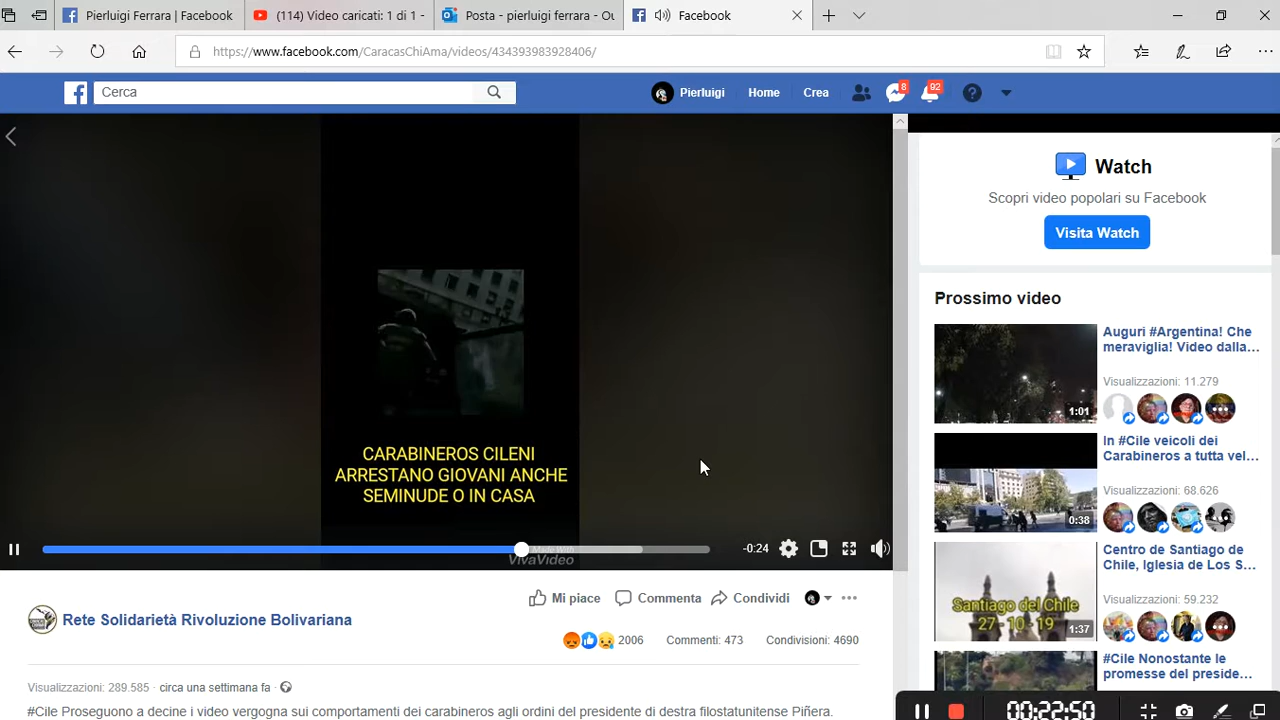 Pierluigi Ferrara | Facebook
(114) Video caricati: 1 di 1 -
Posta - pierluigi ferrara - Ou
Facebook
https://www.facebook.com/CaracasChiAma/videos/434393983928406/
Cerca
Pierluigi
Home
Crea
8
92
CARABINEROS CILENI
ARRESTANO GIOVANI ANCHE
SEMINUDE O IN CASA
Made With
VivaVideo
-0:24
Mi piace
Commenta
Condividi
Rete Solidarietà Rivoluzione Bolivariana
2006
Commenti: 473
Condivisioni: 4690
Visualizzazioni: 289.585 · circa una settimana fa ·
#Cile Proseguono a decine i video vergogna sui comportamenti dei carabineros agli ordini del presidente di destra filostatunitense Piñera.
Watch
Scopri video popolari su Facebook
Visita Watch
Prossimo video
Auguri #Argentina! Che
meraviglia! Video dalla...
Visualizzazioni: 11.279
1:01
In #Cile veicoli dei
Carabineros a tutta vel...
Visualizzazioni: 68.626
0:38
Centro de Santiago de
Chile, Iglesia de Los S...
Visualizzazioni: 59.232
Santiago del Chile
27 - 10 - 19
1:37
#Cile Nonostante le
promesse del preside...
00:22:50